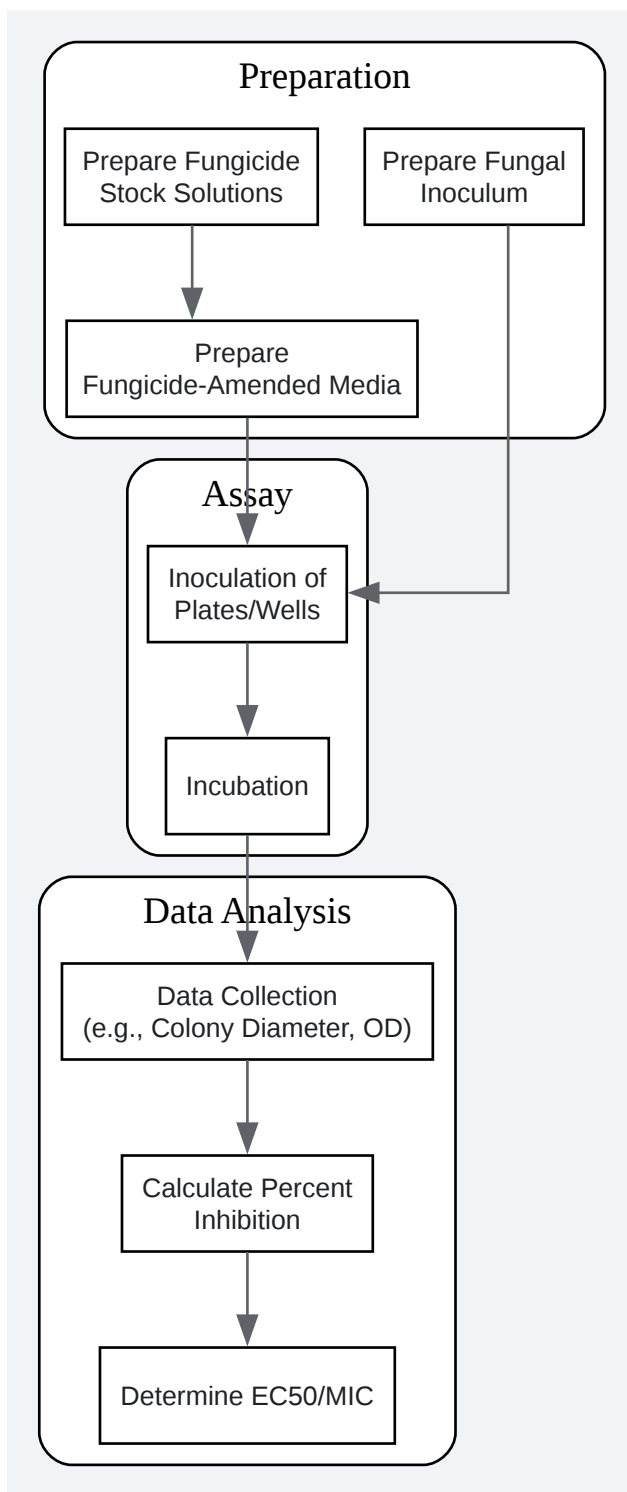 Preparation
Prepare Fungicide
Stock Solutions
Prepare Fungal
Inoculum
Prepare
Fungicide-Amended Media
Assay
Inoculation of
Plates/Wells
Incubation
Data Analysis
Data Collection
(e.g., Colony Diameter, OD)
Calculate Percent
Inhibition
Determine EC50/MIC